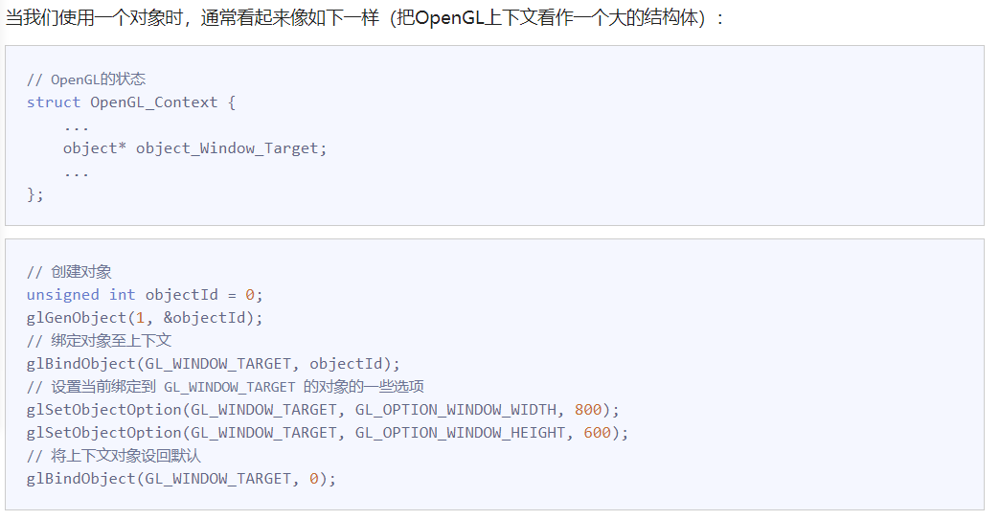 当我们使用一个对象时，通常看起来像如下一样（把OpenGL上下文看作一个大的结构体）：
// OpenGL的状态
struct OpenGL_Context {
    ...
    object* object_Window_Target;
    ...
};
// 创建对象
unsigned int objectId = 0;
glGenObject(1, &objectId);
// 绑定对象至上下文
glBindObject(GL_WINDOW_TARGET, objectId);
// 设置当前绑定到 GL_WINDOW_TARGET 的对象的一些选项
glSetObjectOption(GL_WINDOW_TARGET, GL_OPTION_WINDOW_WIDTH, 800);
glSetObjectOption(GL_WINDOW_TARGET, GL_OPTION_WINDOW_HEIGHT, 600);
// 将上下文对象设回默认
glBindObject(GL_WINDOW_TARGET, 0);